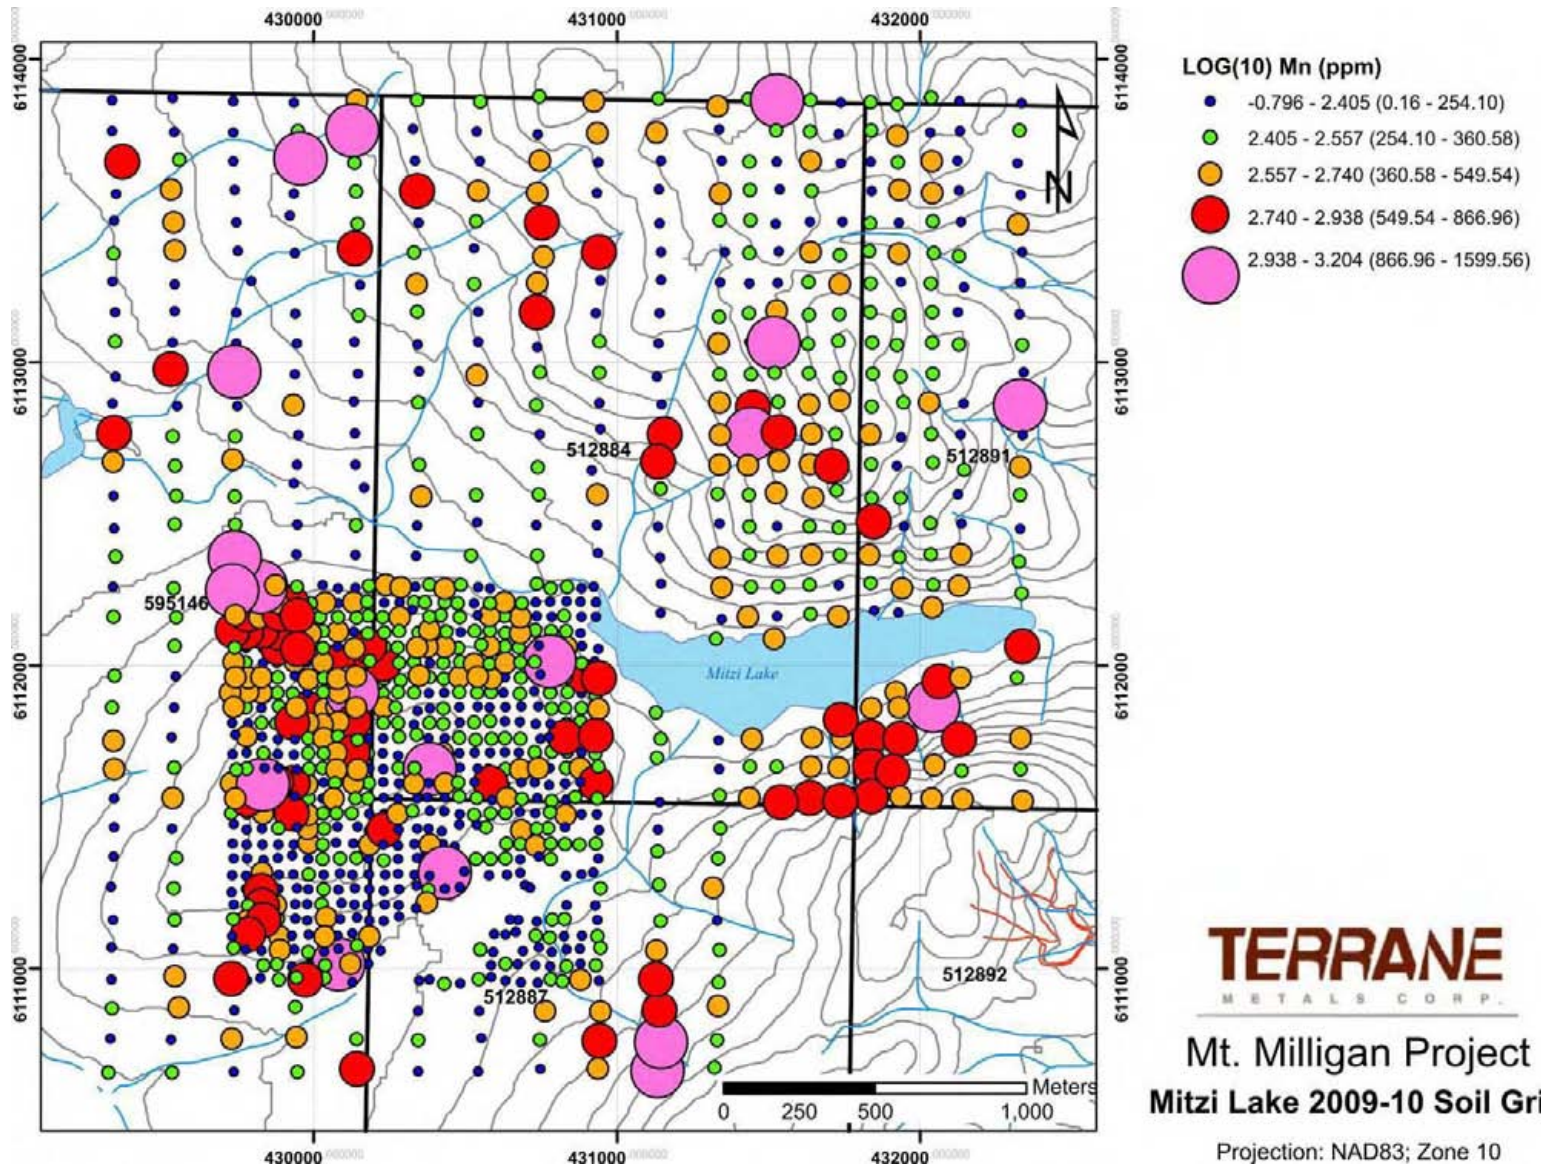 430000 431000 432000
6114000 6114000
LOG(10) Mn (ppm)
-0.796 - 2.405 (0.16 - 254.10)
2.405 - 2.557 (254.10 - 360.58)
2.557 - 2.740 (360.58 - 549.54)
2.740 - 2.938 (549.54 - 866.96)
2.938 - 3.204 (866.96 - 1599.56)
N
6113000 6113000
512884
512891
595146
Mitzi Lake
6112000 6112000
6111000 6111000
512892
512887
TERRANE
METALS CORP.
Mt. Milligan Project
Mitzi Lake 2009-10 Soil Gri
Projection: NAD83; Zone 10
Meters
0 250 500 1,000
430000 431000 432000